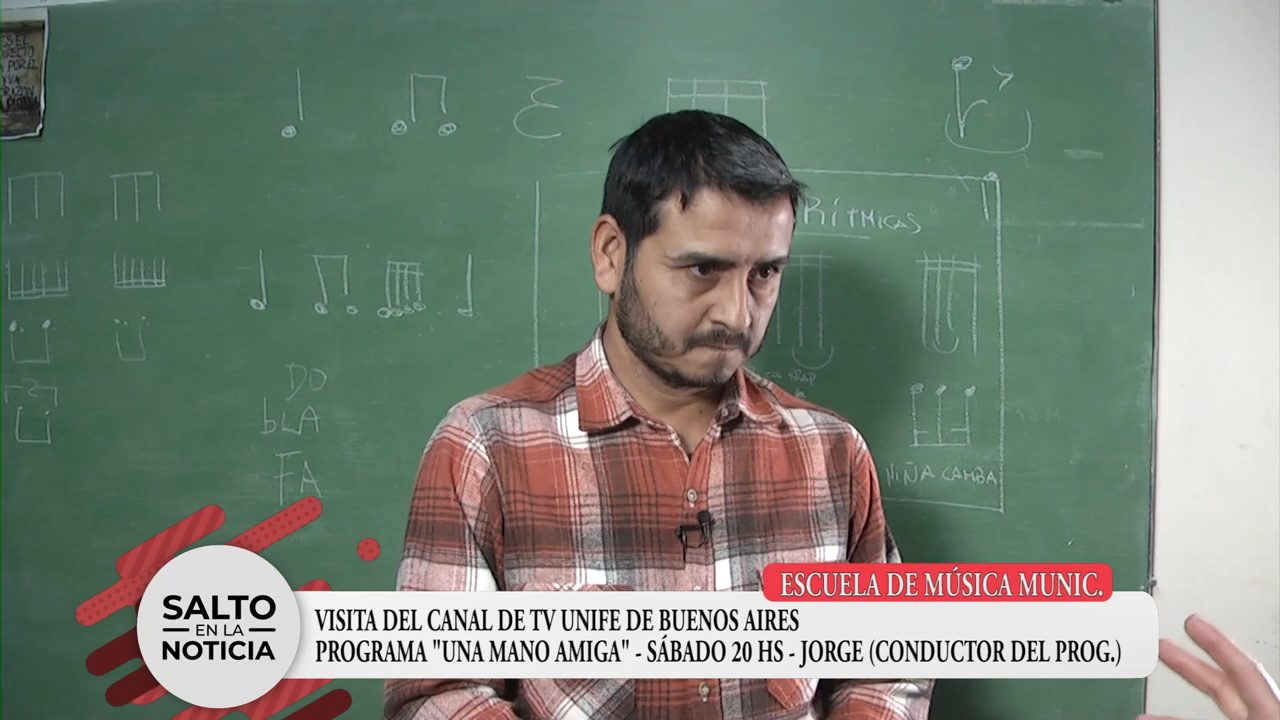 RÍTMICAS
DO
bLA
FA
NIÑA CAMBA
ESCUELA DE MÚSICA MUNIC.
SALTO
EN LA
NOTICIA
VISITA DEL CANAL DE TV UNIFE DE BUENOS AIRES
PROGRAMA "UNA MANO AMIGA" - SÁBADO 20 HS - JORGE (CONDUCTOR DEL PROG.)